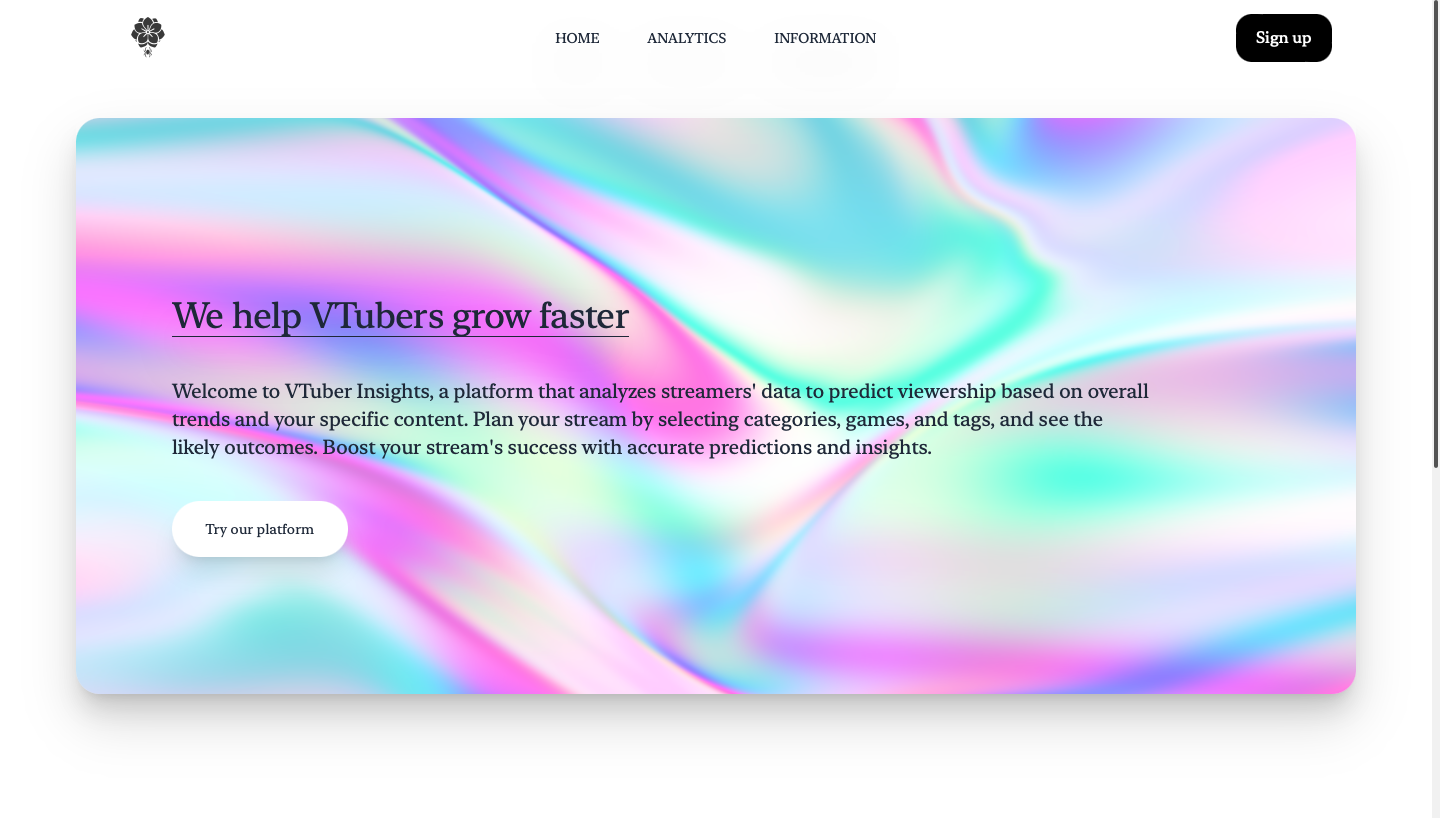 HOME
ANALYTICS
INFORMATION
Sign up
We help VTubers grow faster
Welcome to VTuber Insights, a platform that analyzes streamers' data to predict viewership based on overall
trends and your specific content. Plan your stream by selecting categories, games, and tags, and see the
likely outcomes. Boost your stream's success with accurate predictions and insights.
Try our platform